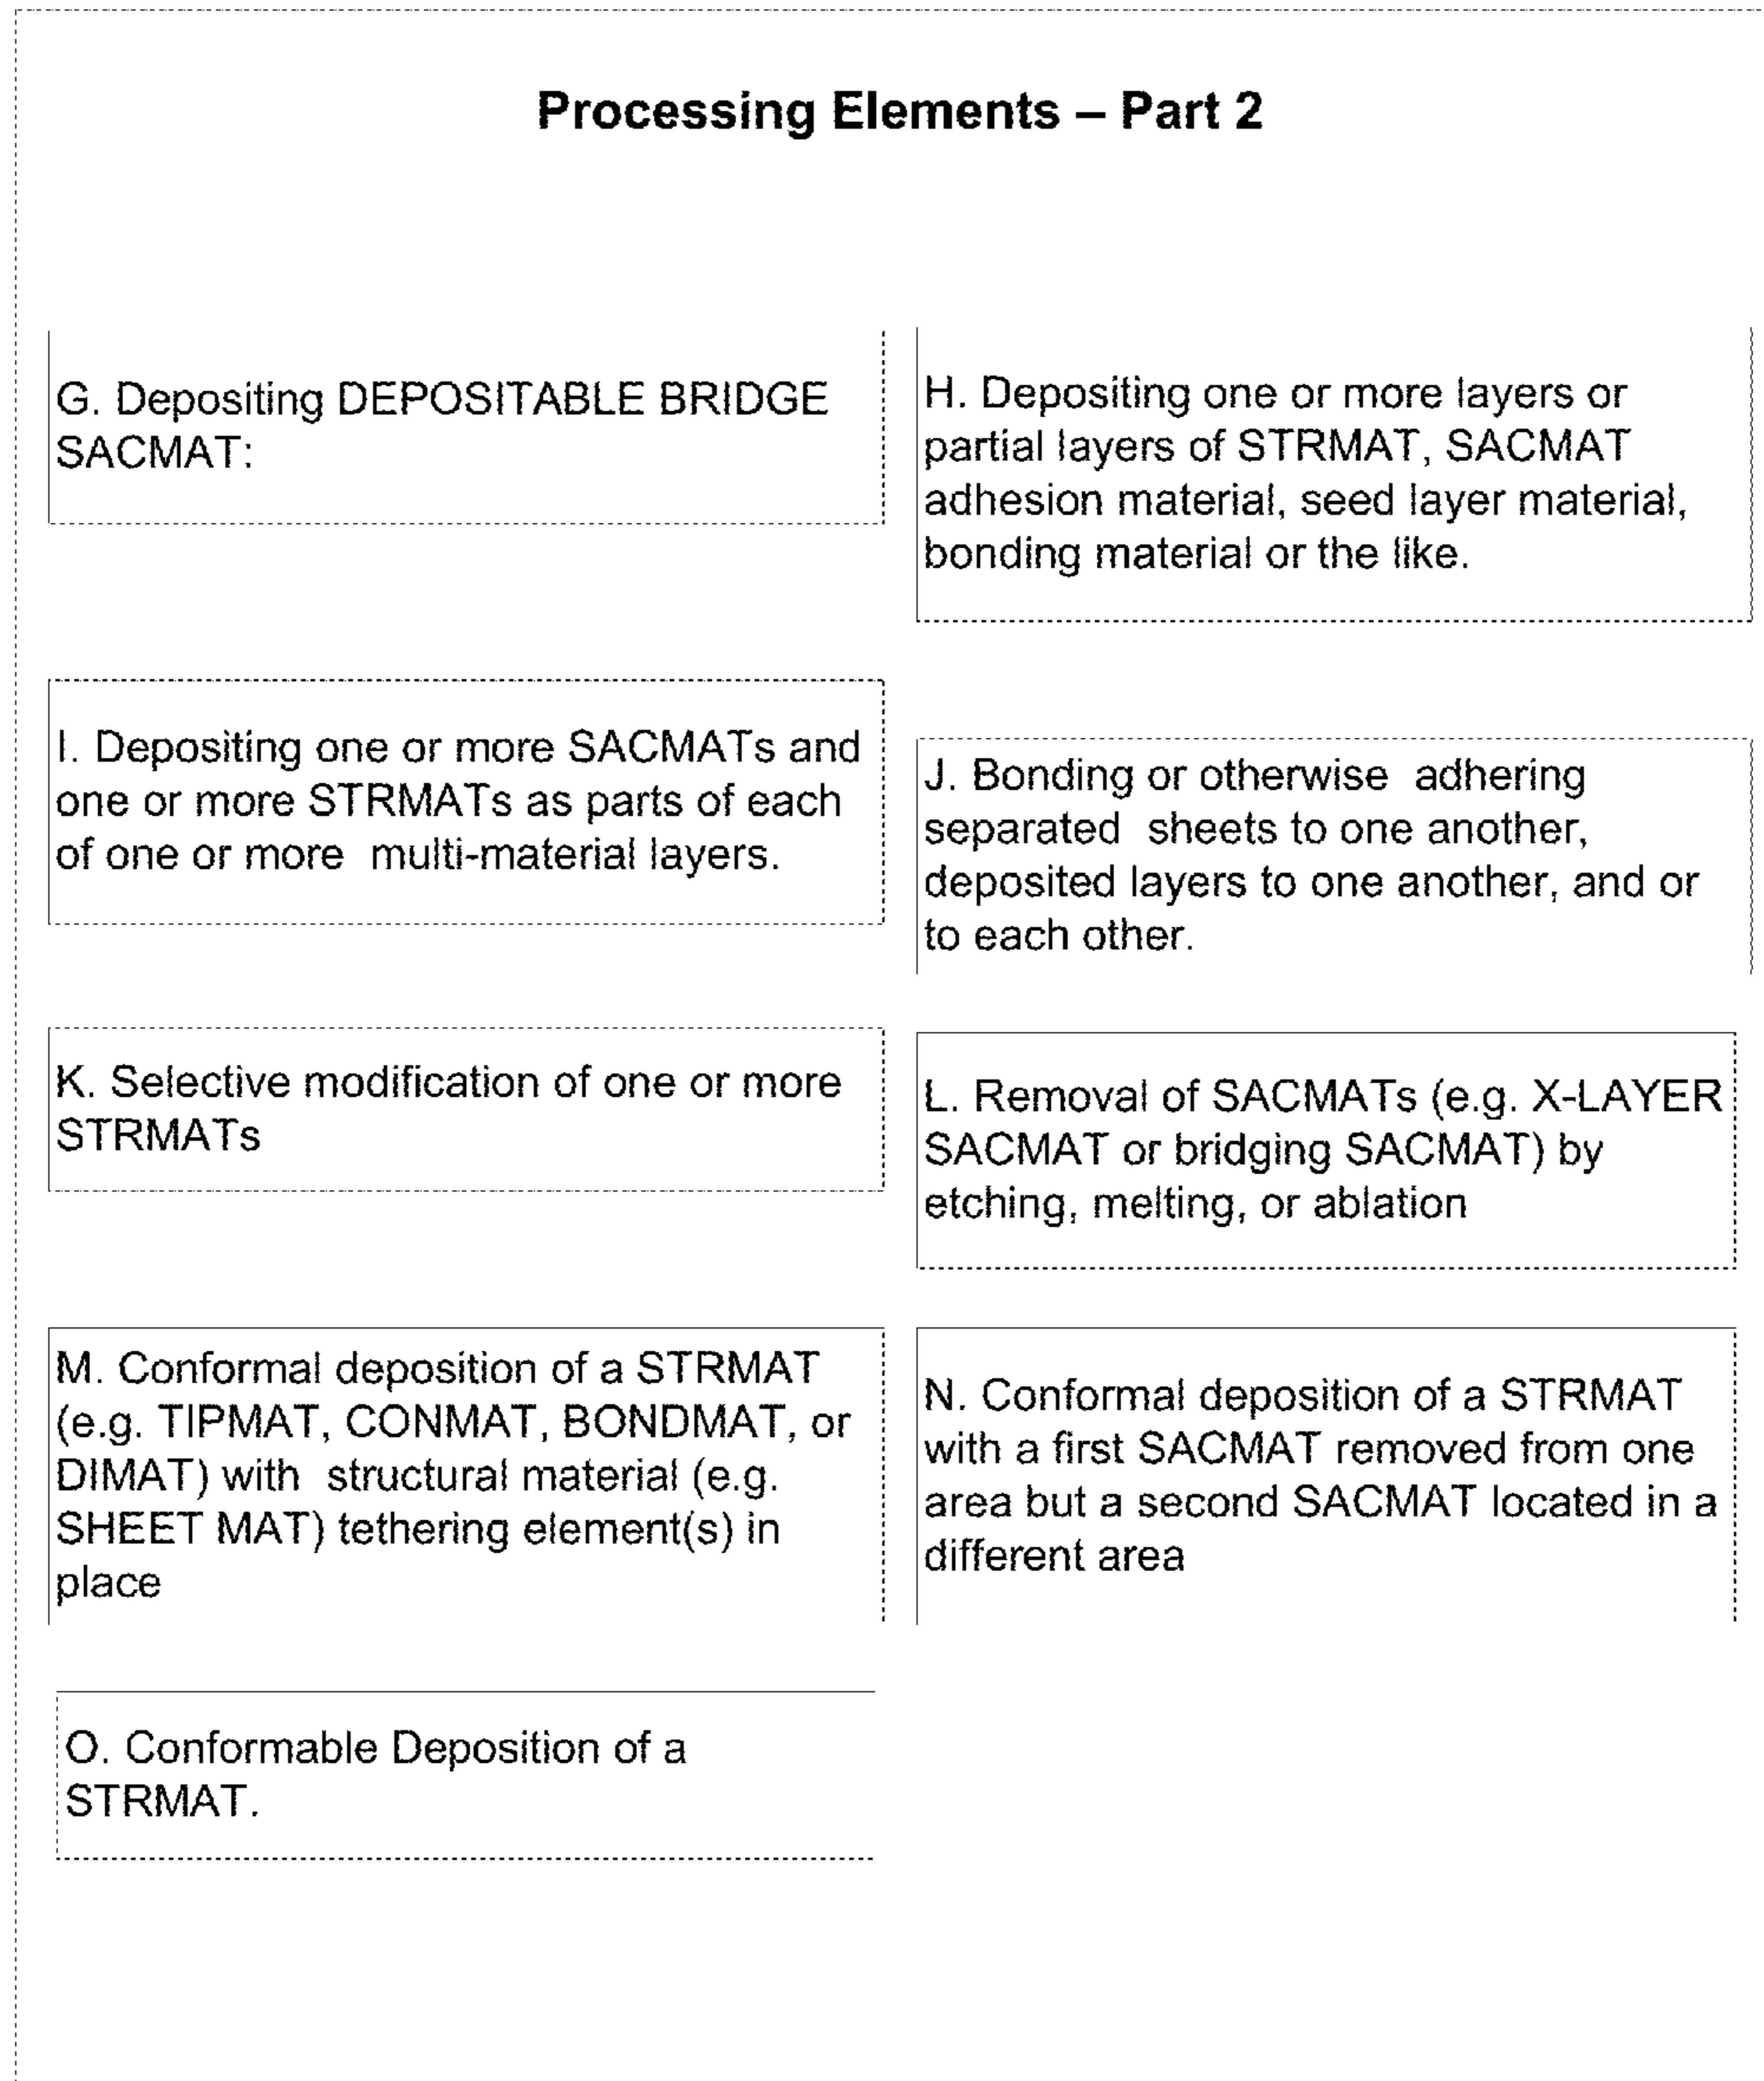 Processing Elements – Part 2
G. Depositing DEPOSITABLE BRIDGE
SACMAT:
H. Depositing one or more layers or
partial layers of STRMAT, SACMAT
adhesion material, seed layer material,
bonding material or the like.
I. Depositing one or more SACMATs and
one or more STRMATs as parts of each
of one or more multi-material layers.
J. Bonding or otherwise adhering
separated sheets to one another,
deposited layers to one another, and or
to each other.
K. Selective modification of one or more
STRMATs
L. Removal of SACMATs (e.g. X-LAYER
SACMAT or bridging SACMAT) by
etching, melting, or ablation
M. Conformal deposition of a STRMAT
(e.g. TIPMAT, CONMAT, BONDMAT, or
DIMAT) with structural material (e.g.
SHEET MAT) tethering element(s) in
place
N. Conformal deposition of a STRMAT
with a first SACMAT removed from one
area but a second SACMAT located in a
different area
O. Conformable Deposition of a
STRMAT.